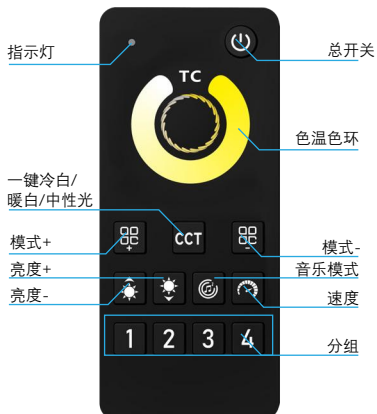 指示灯
总开关
TC
色温色环
一键冷白/
暖白/中性光
CCT
模式+
模式-
亮度+
音乐模式
亮度-
速度
1 2 3 4
分组